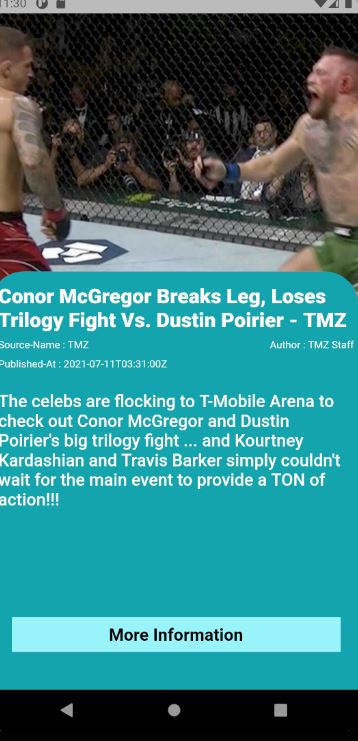 11:30
ZipRecruiter
Conor McGregor Breaks Leg, Loses
Trilogy Fight Vs. Dustin Poirier - TMZ
Source-Name : TMZ
Author : TMZ Staff
Published-At : 2021-07-11T03:31:00Z
The celebs are flocking to T-Mobile Arena to
check out Conor McGregor and Dustin
Poirier's big trilogy fight ... and Kourtney
Kardashian and Travis Barker simply couldn't
wait for the main event to provide a TON of
action!!!
More Information